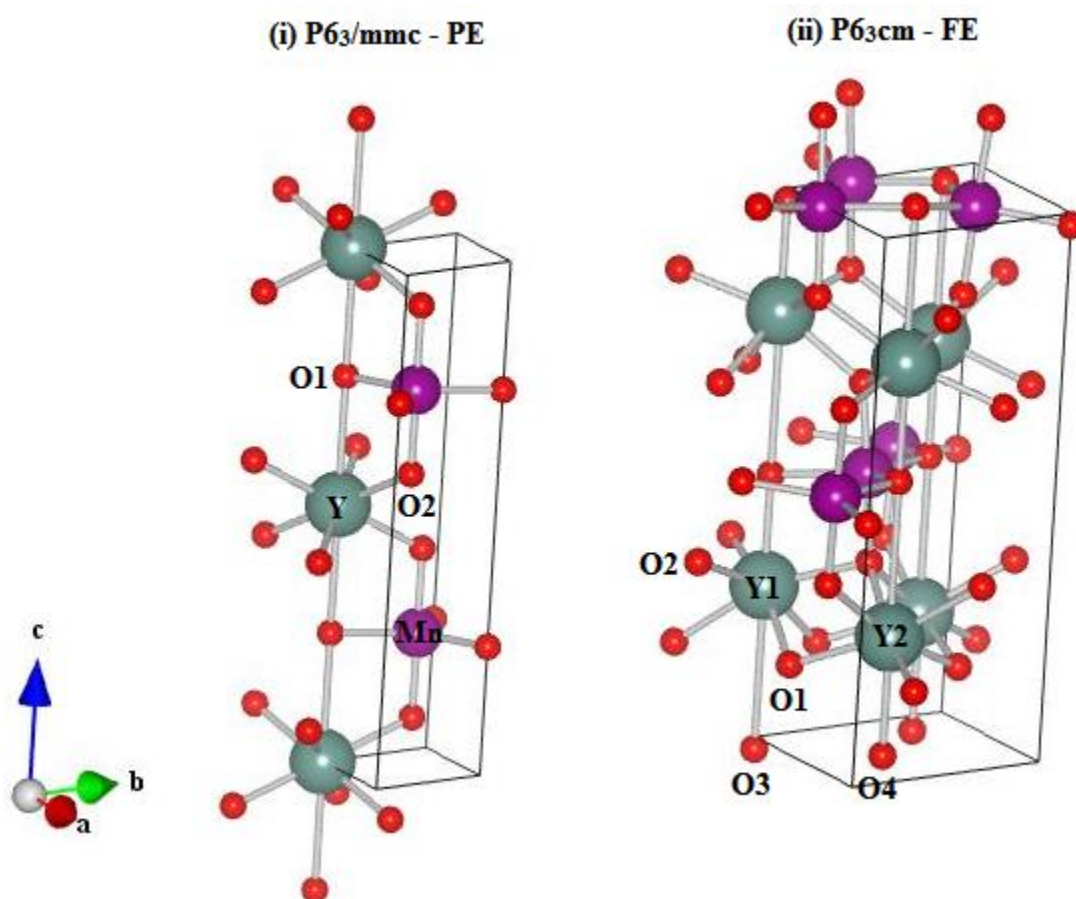 (i) P6₃/mmc - PE
(ii) P6₃cm - FE
O1
Y
O2
Mn
c
b
a
O2
Y1
Y2
O1
O3
O4